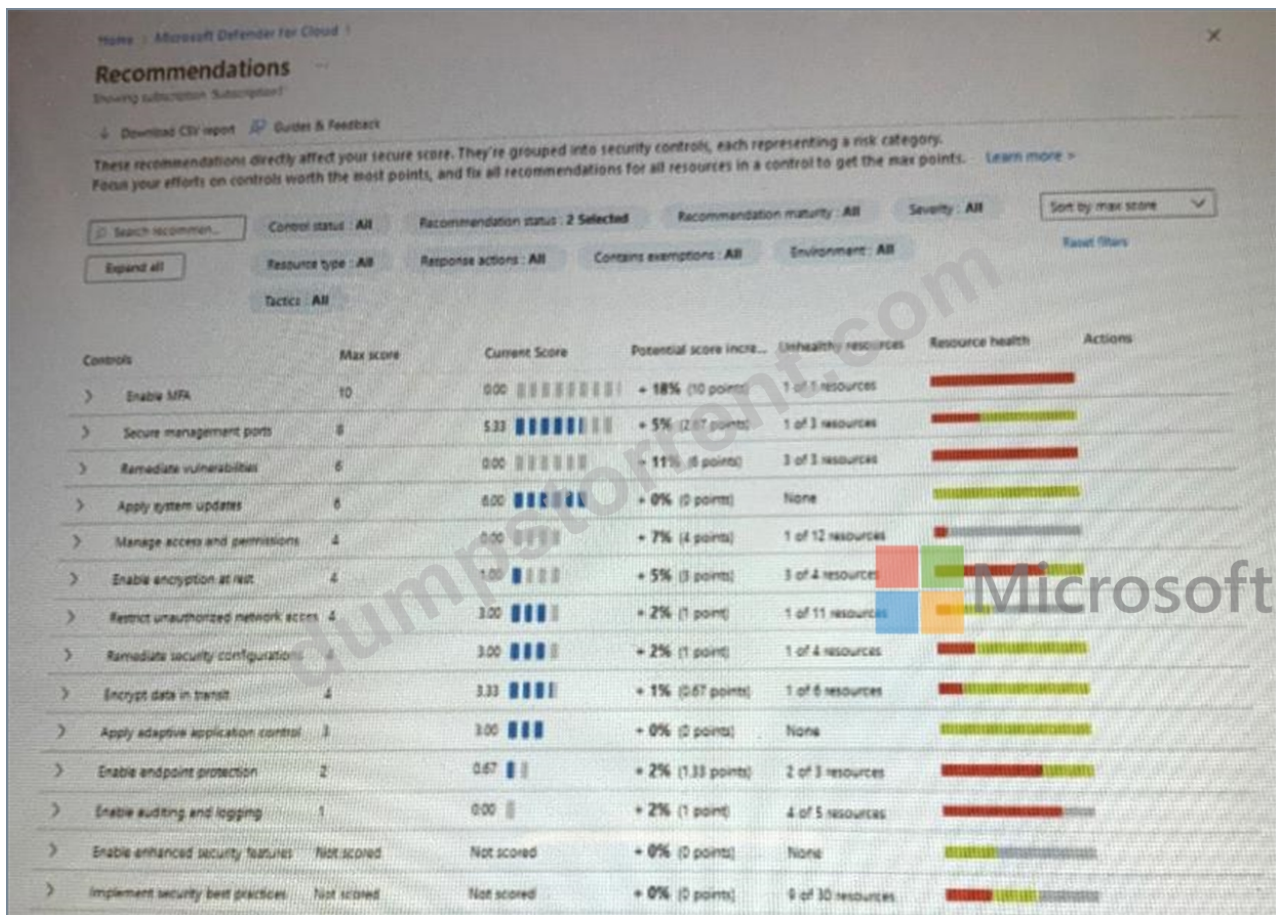 Home > Microsoft Defender for Cloud >
Recommendations ...
Showing subscription 'Subscription1'
Download CSV report Guides & Feedback
These recommendations directly affect your secure score. They're grouped into security controls, each representing a risk category.
Focus your efforts on controls worth the most points, and fix all recommendations for all resources in a control to get the max points. Learn more >
Search recommen... Control status : All Recommendation status : 2 Selected Recommendation maturity : All Severity : All Sort by max score
Expand all Resource type : All Response actions : All Contains exemptions : All Environment : All Reset filters
Tactics : All
Controls Max score Current Score Potential score incre... Unhealthy resources Resource health Actions
Enable MFA 10 0.00 + 18% (10 points) 1 of 1 resources
Secure management ports 8 5.33 + 5% (2.67 points) 1 of 3 resources
Remediate vulnerabilities 6 0.00 + 11% (6 points) 3 of 3 resources
Apply system updates 6 6.00 + 0% (0 points) None
Manage access and permissions 4 0.00 + 7% (4 points) 1 of 12 resources
Enable encryption at rest 4 1.00 + 5% (3 points) 3 of 4 resources
Restrict unauthorized network acces 4 3.00 + 2% (1 point) 1 of 11 resources
Remediate security configurations 3.00 + 2% (1 point) 1 of 4 resources
Encrypt data in transit 4 3.33 + 1% (0.67 points) 1 of 6 resources
Apply adaptive application control 3 3.00 + 0% (0 points) None
Enable endpoint protection 2 0.67 + 2% (1.33 points) 2 of 3 resources
Enable auditing and logging 1 0.00 + 2% (1 point) 4 of 5 resources
Enable enhanced security features Not scored Not scored + 0% (0 points) None
Implement security best practices Not scored Not scored + 0% (0 points) 9 of 30 resources
dumpstorrent.com
Microsoft